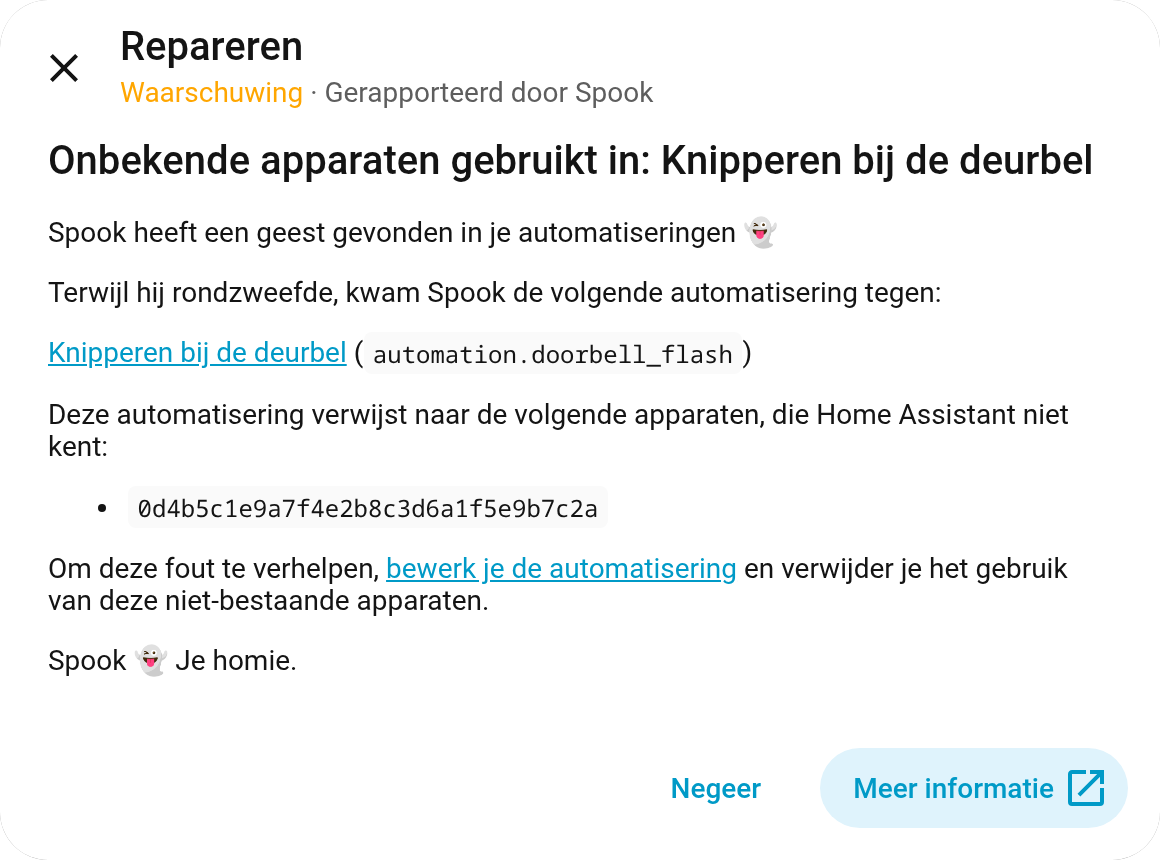 Repareren
Waarschuwing · Gerapporteerd door Spook
Onbekende apparaten gebruikt in: Knipperen bij de deurbel
Spook heeft een geest gevonden in je automatiseringen 👻
Terwijl hij rondzweefde, kwam Spook de volgende automatisering tegen:
Knipperen bij de deurbel ( automation.doorbell_flash )
Deze automatisering verwijst naar de volgende apparaten, die Home Assistant niet
kent:
• 0d4b5c1e9a7f4e2b8c3d6a1f5e9b7c2a
Om deze fout te verhelpen, bewerk je de automatisering en verwijder je het gebruik
van deze niet-bestaande apparaten.
Spook 👻 Je homie.
Negeer
Meer informatie